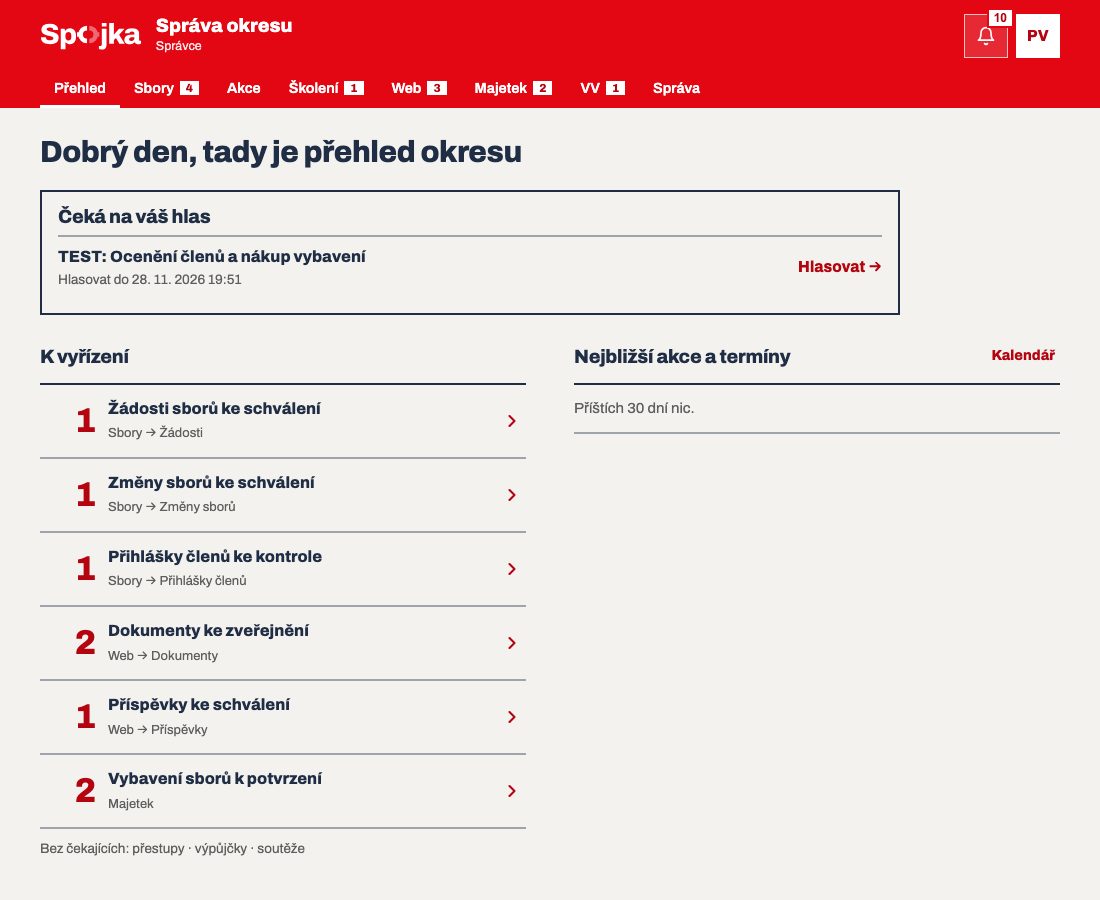 Spojka
Správa okresu
Správce
10
PV
Přehled
Sbory 4
Akce
Školení 1
Web 3
Majetek 2
VV 1
Správa
Dobrý den, tady je přehled okresu
Čeká na váš hlas
TEST: Ocenění členů a nákup vybavení
Hlasovat do 28. 11. 2026 19:51
Hlasovat →
K vyřízení
1
Žádosti sborů ke schválení
Sbory → Žádosti
1
Změny sborů ke schválení
Sbory → Změny sborů
1
Přihlášky členů ke kontrole
Sbory → Přihlášky členů
2
Dokumenty ke zveřejnění
Web → Dokumenty
1
Příspěvky ke schválení
Web → Příspěvky
2
Vybavení sborů k potvrzení
Majetek
Bez čekajících: přestupy · výpůjčky · soutěže
Nejbližší akce a termíny
Kalendář
Příštích 30 dní nic.